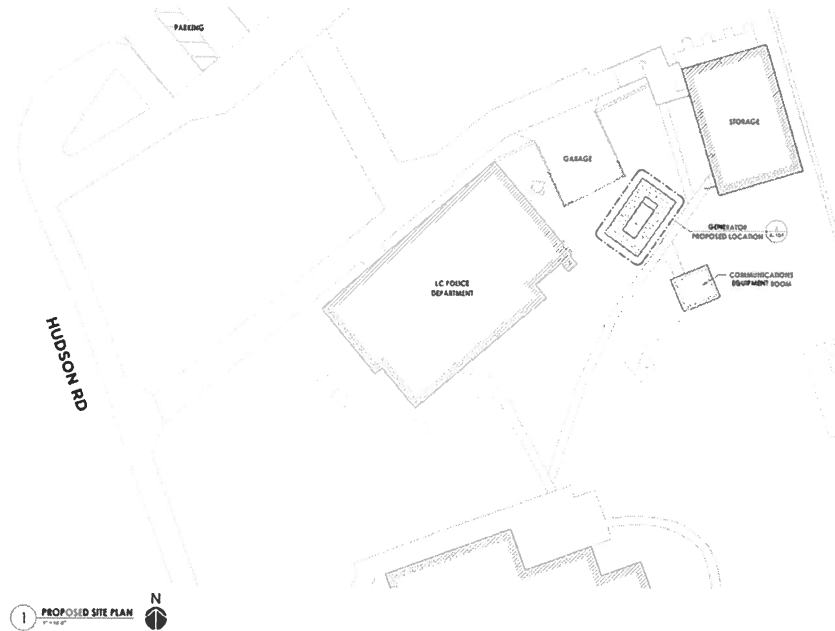 PARKING
STORAGE
GARAGE
GENERATOR
PROPOSED LOCATION
COMMUNICATIONS
EQUIPMENT ROOM
LC POLICE
DEPARTMENT
HUDSON RD
N
1 PROPOSED SITE PLAN